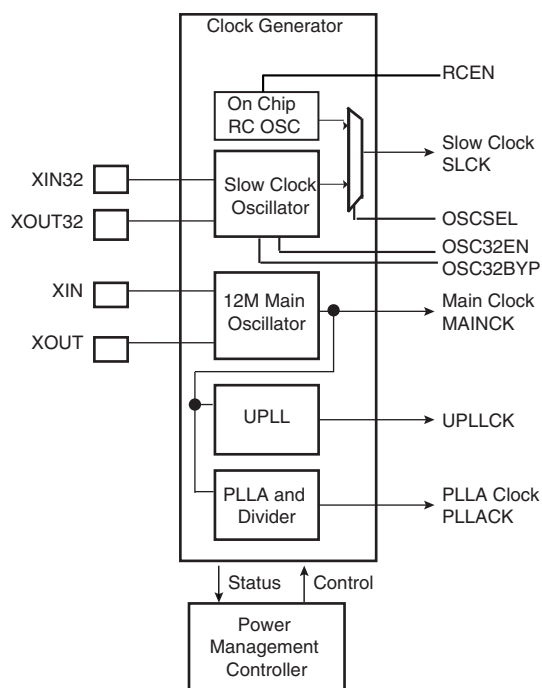 Clock Generator
RCEN
On Chip
RC OSC
Slow Clock
SLCK
XIN32
Slow Clock
Oscillator
XOUT32
OSCSEL
OSC32EN
OSC32BYP
XIN
12M Main
Oscillator
Main Clock
MAINCK
XOUT
UPLL
UPLLCK
PLLA and
Divider
PLLA Clock
PLLACK
Status
Control
Power
Management
Controller